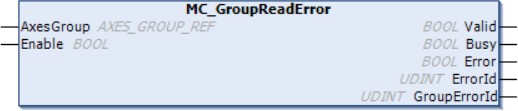 MC_GroupReadError
AxesGroup AXES_GROUP_REF BOOL Valid
Enable BOOL BOOL Busy
BOOL Error
UDINT ErrorId
UDINT GroupErrorId